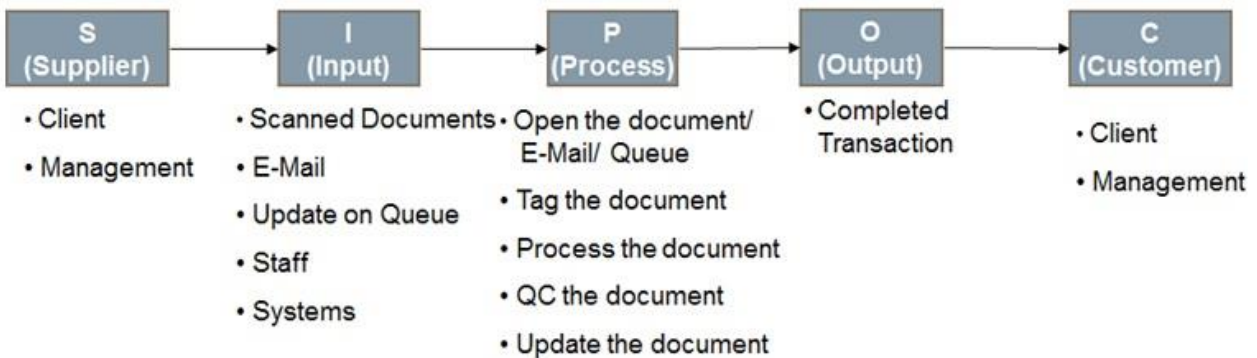 S
(Supplier)
I
(Input)
P
(Process)
O
(Output)
C
(Customer)
• Client
• Management
• Scanned Documents
• E-Mail
• Update on Queue
• Staff
• Systems
• Open the document/
E-Mail/ Queue
• Tag the document
• Process the document
• QC the document
• Update the document
• Completed
Transaction
• Client
• Management